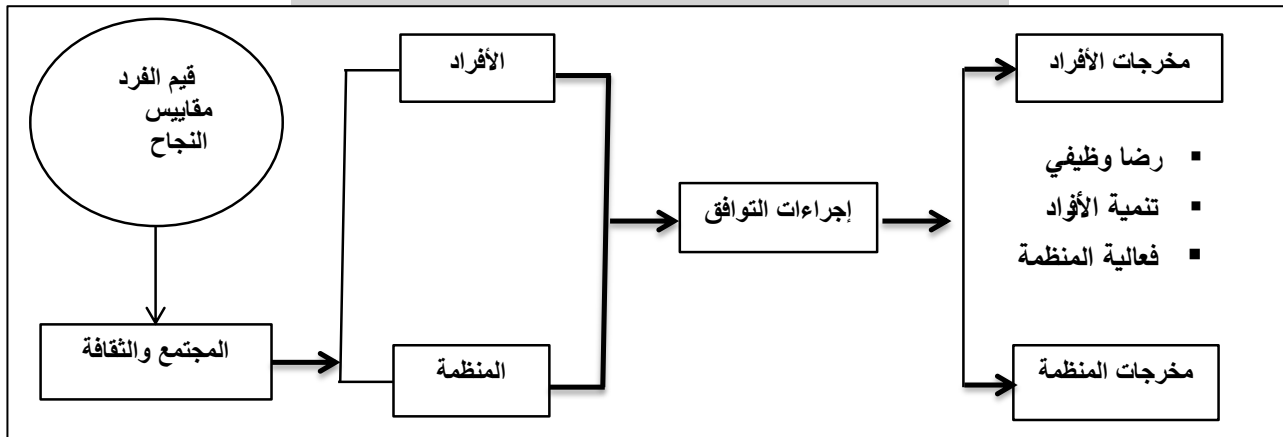 قيم الفرد
مقاييس
النجاح
المجتمع والثقافة
الأفراد
المنظمة
إجراءات التوافق
مخرجات الأفراد
▪ رضا وظيفي
▪ تنمية الأفراد
▪ فعالية المنظمة
مخرجات المنظمة